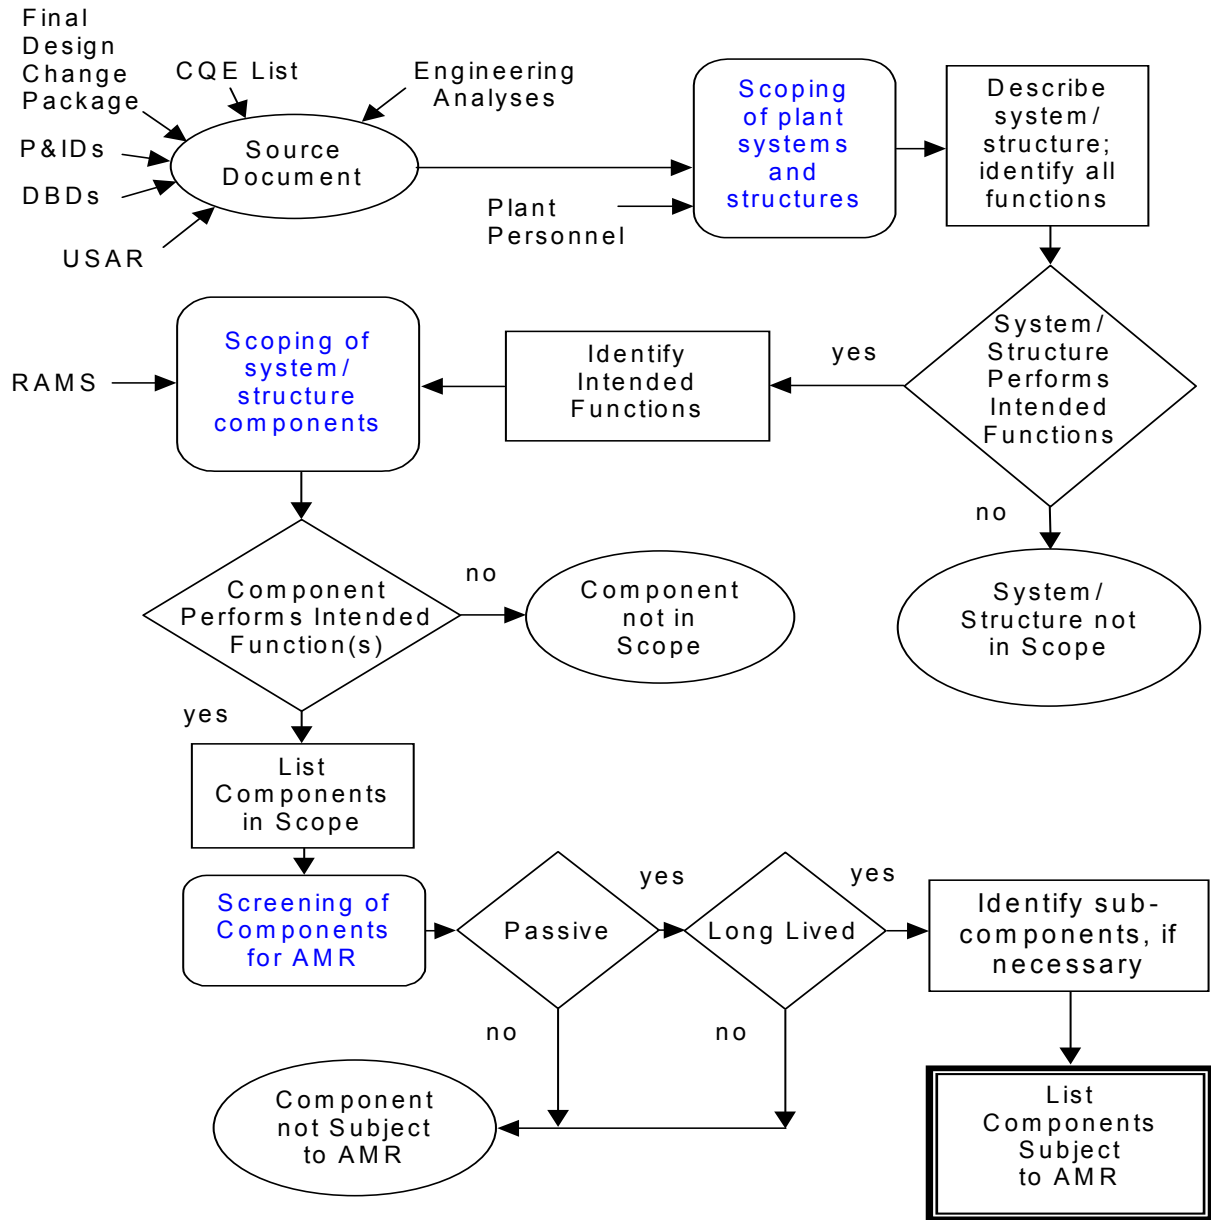 Final
Design
Change
Package
CQE List
Engineering
Analyses
P&IDs
DBDs
USAR
Source
Document
Plant
Personnel
Scoping
of plant
systems
and
structures
Describe
system/
structure;
identify all
functions
System/
Structure
Performs
Intended
Functions
yes
no
Identify
Intended
Functions
Scoping of
system/
structure
components
RAMS
System/
Structure not
in Scope
Component
Performs Intended
Function(s)
no
Component
not in
Scope
yes
List
Components
in Scope
Screening of
Components
for AMR
Passive
yes
no
Long Lived
yes
no
Identify sub-
components, if
necessary
Component
not Subject
to AMR
List
Components
Subject
to AMR